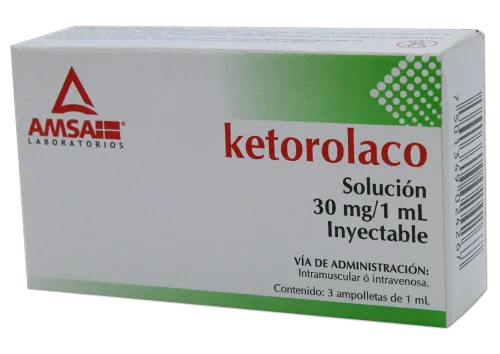 AMSA
LABORATORIOS
ketorolaco
Solución
30 mg/1 mL
Inyectable
VÍA DE ADMINISTRACIÓN:
Intramuscular ó intravenosa.
Contenido: 3 ampolletas de 1 mL